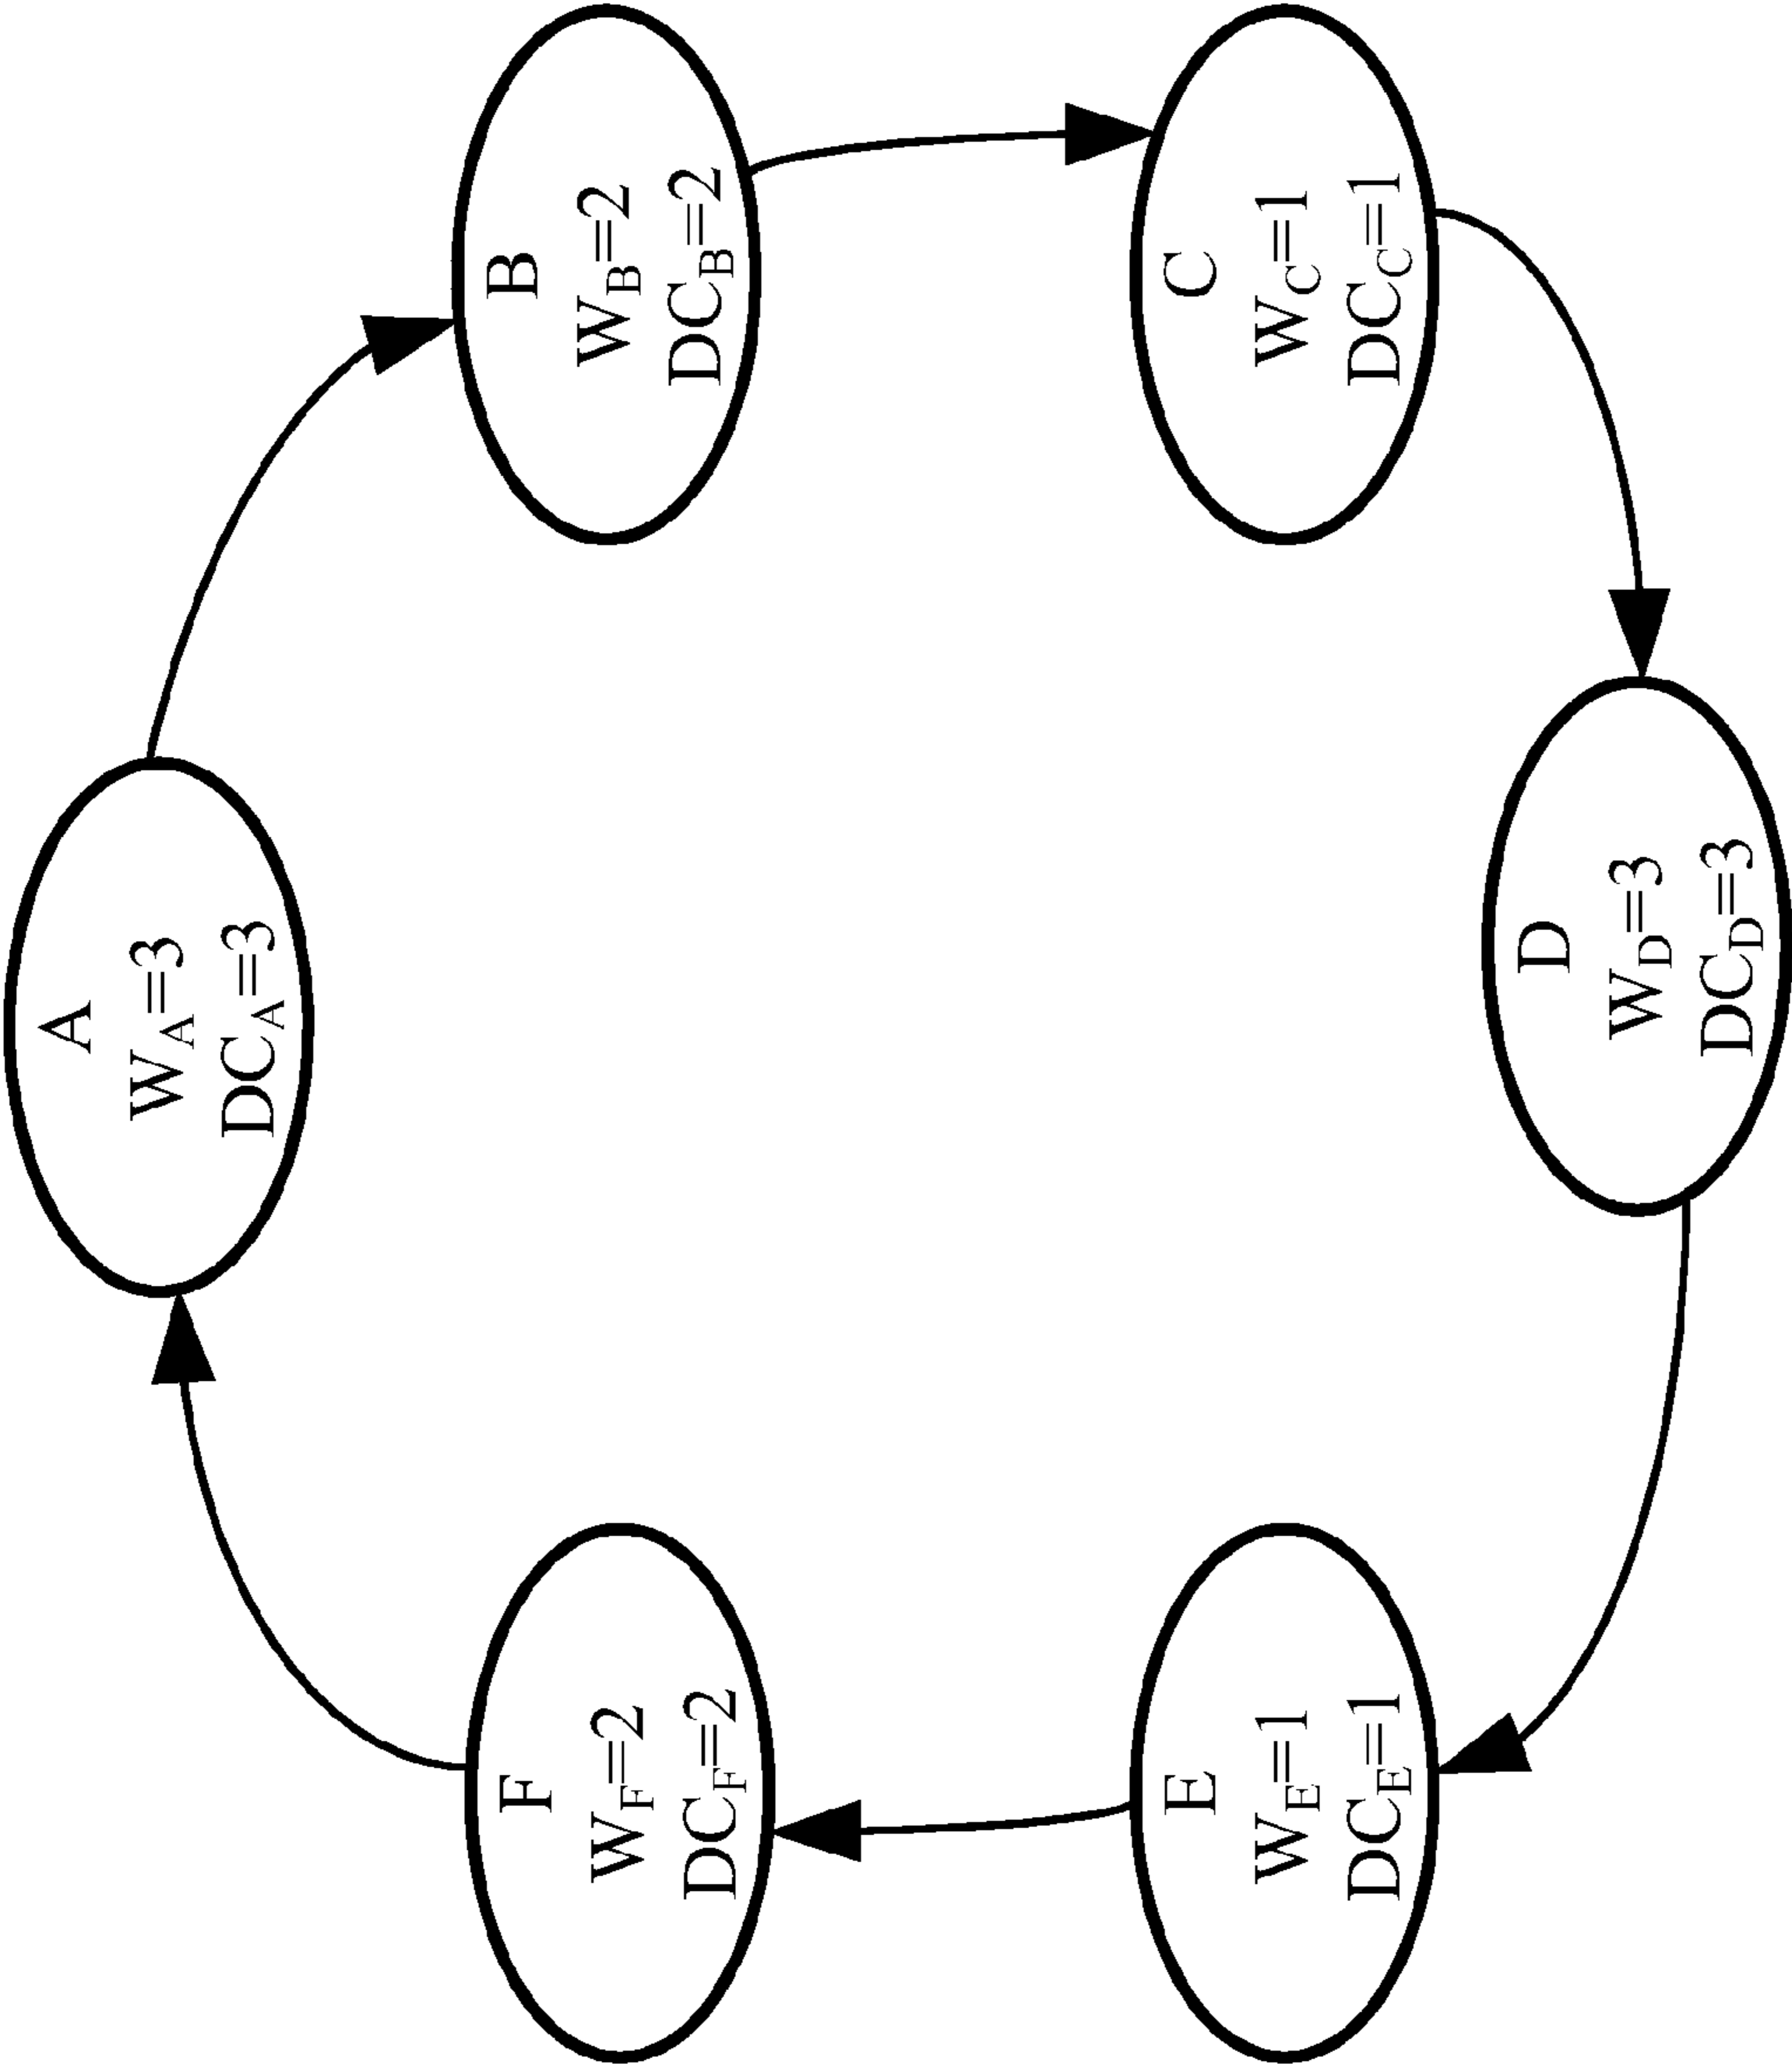 A
W_A=3
DC_A=3
B
W_B=2
DC_B=2
C
W_C=1
DC_C=1
D
W_D=3
DC_D=3
E
W_E=1
DC_E=1
F
W_F=2
DC_F=2